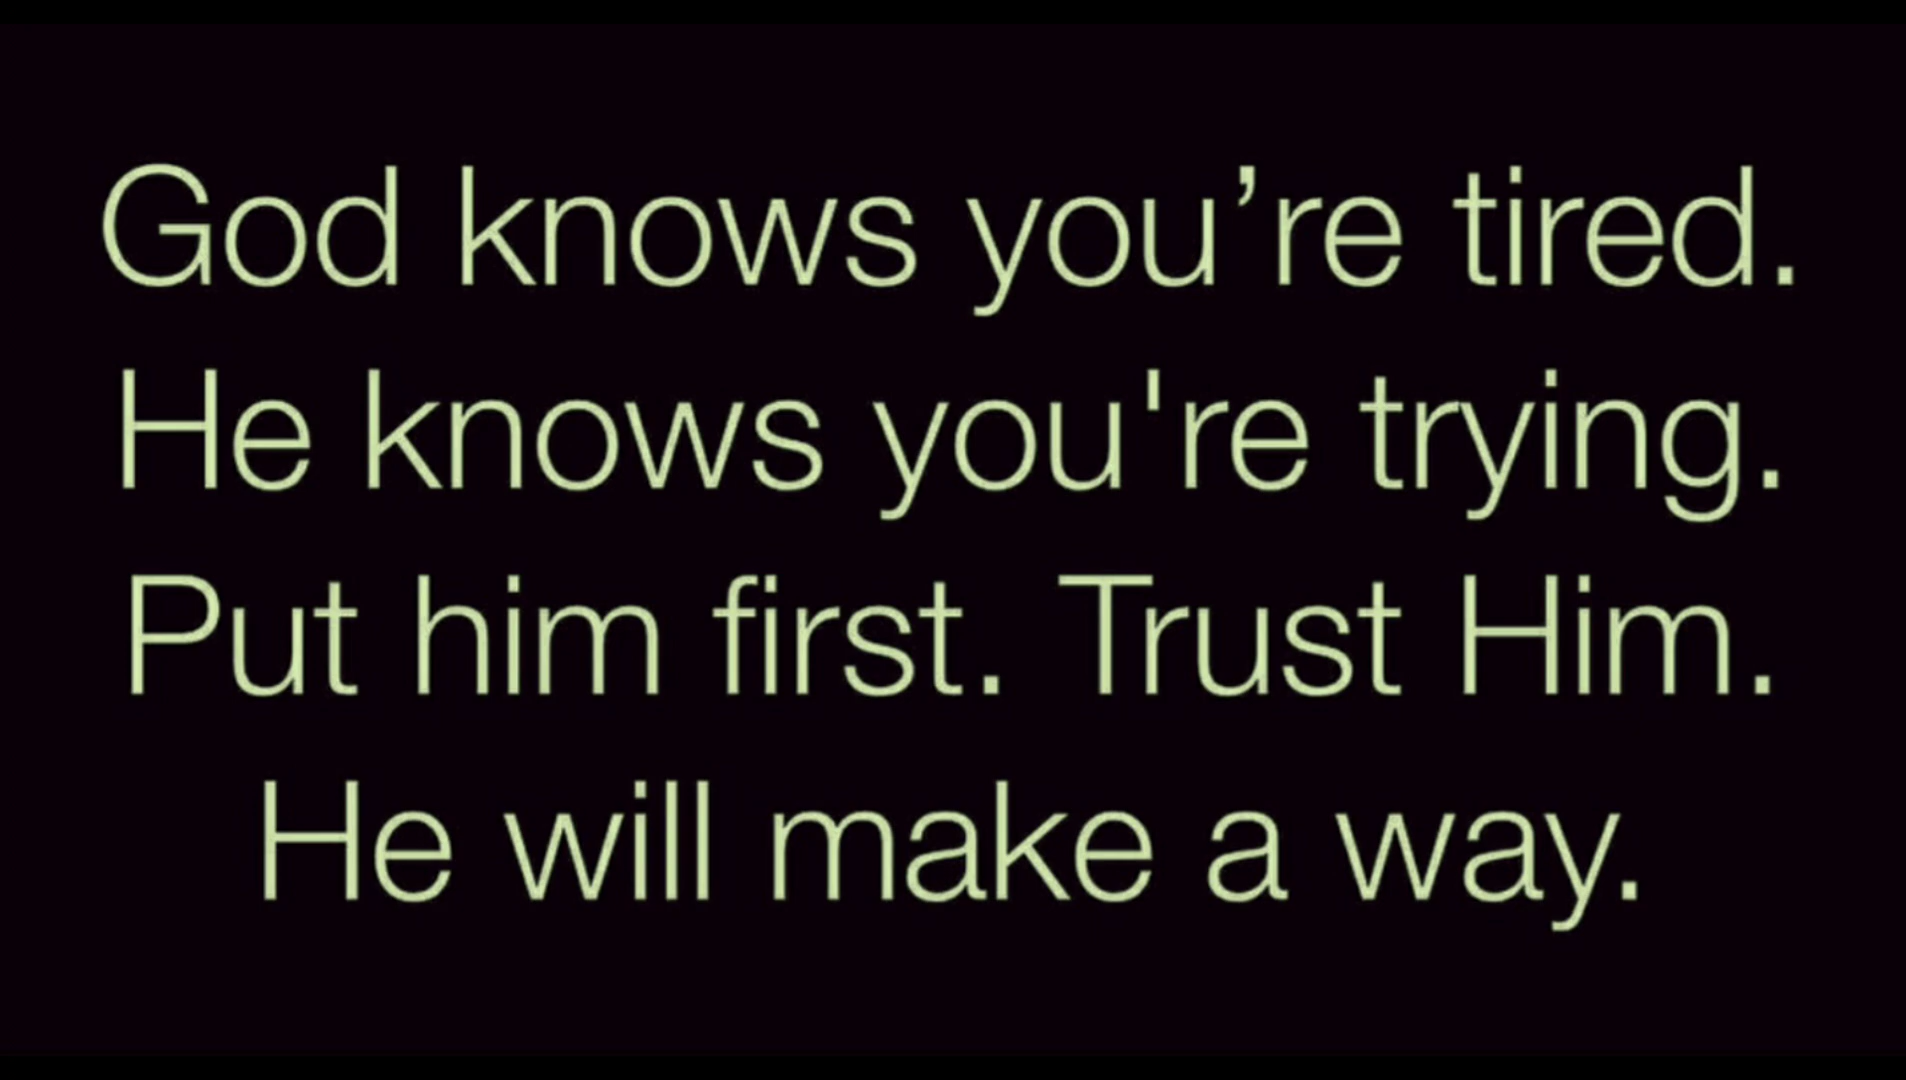 God knows you’re tired.
He knows you're trying.
Put him first. Trust Him.
He will make a way.